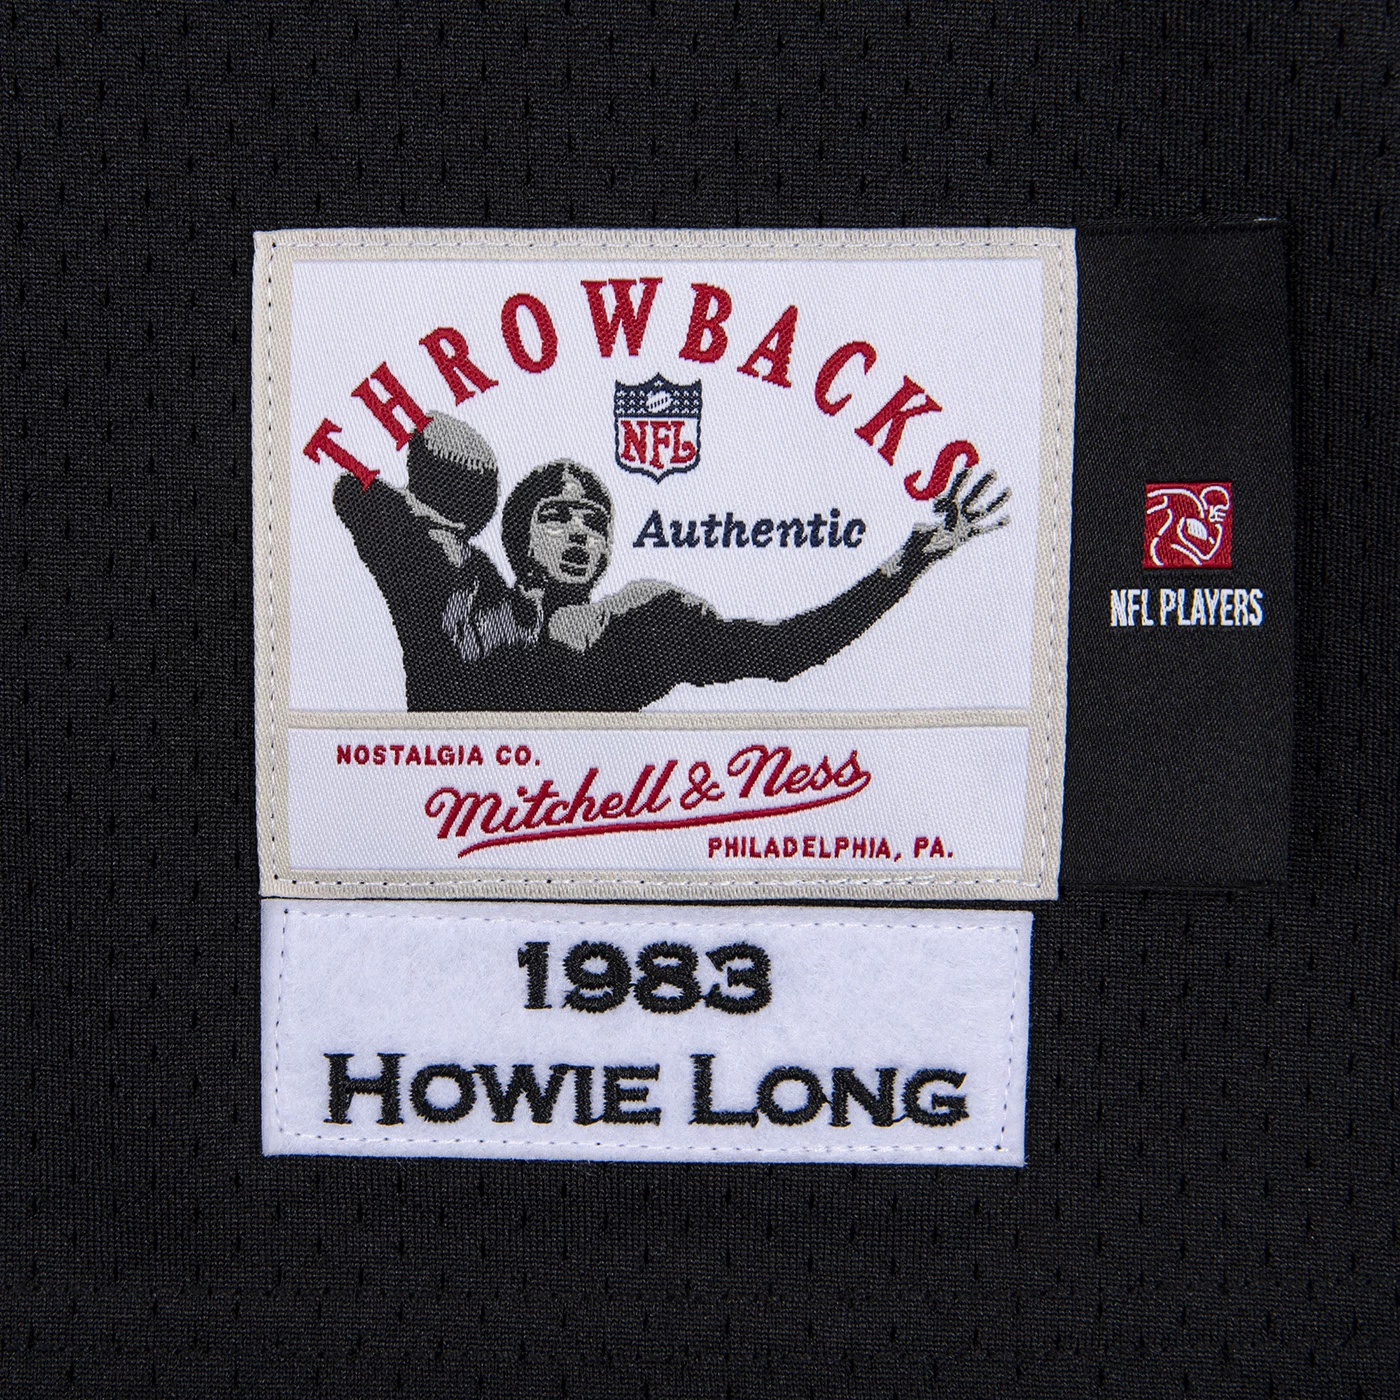 THROWBACKS
NFL
Authentic
NFL PLAYERS
NOSTALGIA CO.
Mitchell & Ness
PHILADELPHIA, PA.
1983
HOWIE LONG